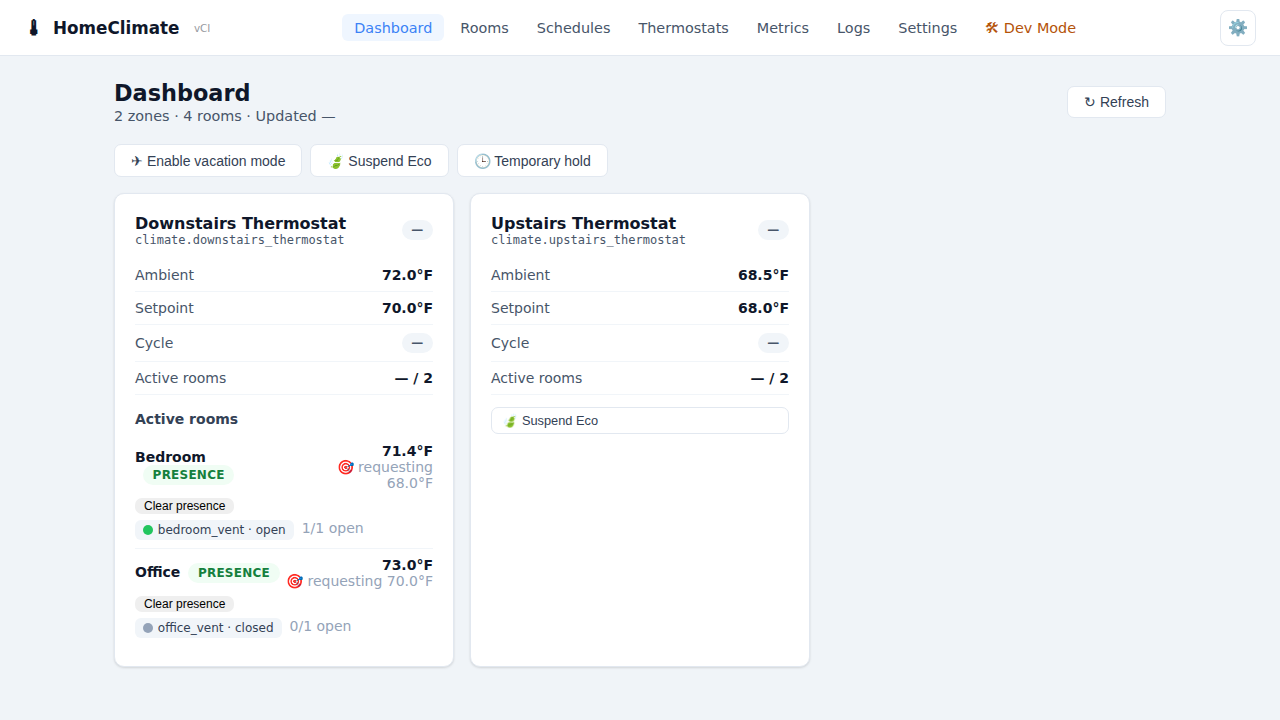 🌡 HomeClimate vCI Dashboard Rooms Schedules Thermostats Metrics Logs Settings 🛠 Dev Mode ⚙️
Dashboard
2 zones · 4 rooms · Updated —
↻ Refresh
✈ Enable vacation mode 🍃 Suspend Eco 🕒 Temporary hold
Downstairs Thermostat —
climate.downstairs_thermostat
Ambient 72.0°F
Setpoint 70.0°F
Cycle —
Active rooms — / 2
Active rooms
Bedroom
PRESENCE
71.4°F
🎯 requesting
68.0°F
Clear presence
bedroom_vent · open 1/1 open
Office PRESENCE
73.0°F
🎯 requesting 70.0°F
Clear presence
office_vent · closed 0/1 open
Upstairs Thermostat —
climate.upstairs_thermostat
Ambient 68.5°F
Setpoint 68.0°F
Cycle —
Active rooms — / 2
🍃 Suspend Eco